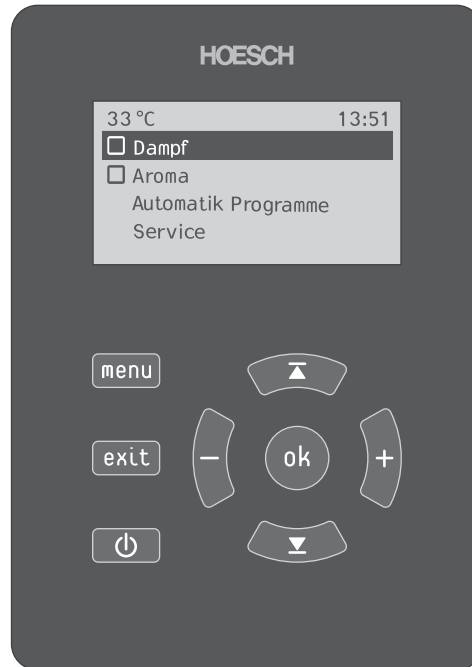 HOESCH
33 °C 13:51
Dampf
Aroma
Automatik Programme
Service
menu
exit
ok